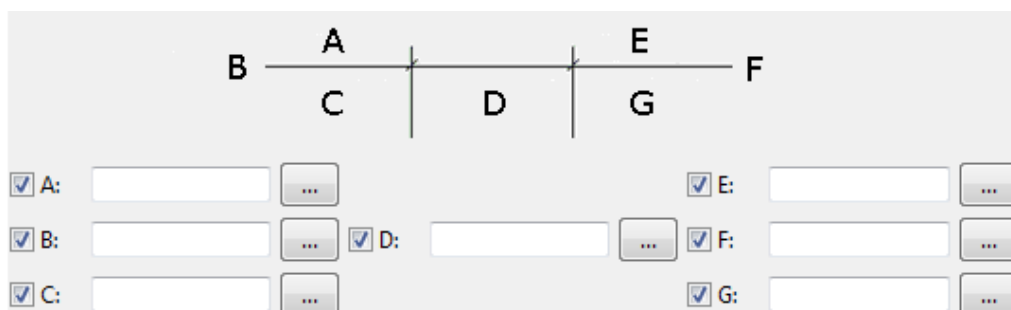 A E
B F
C D G
A: ... E: ...
B: ... D: ... F: ...
C: ... G: ...